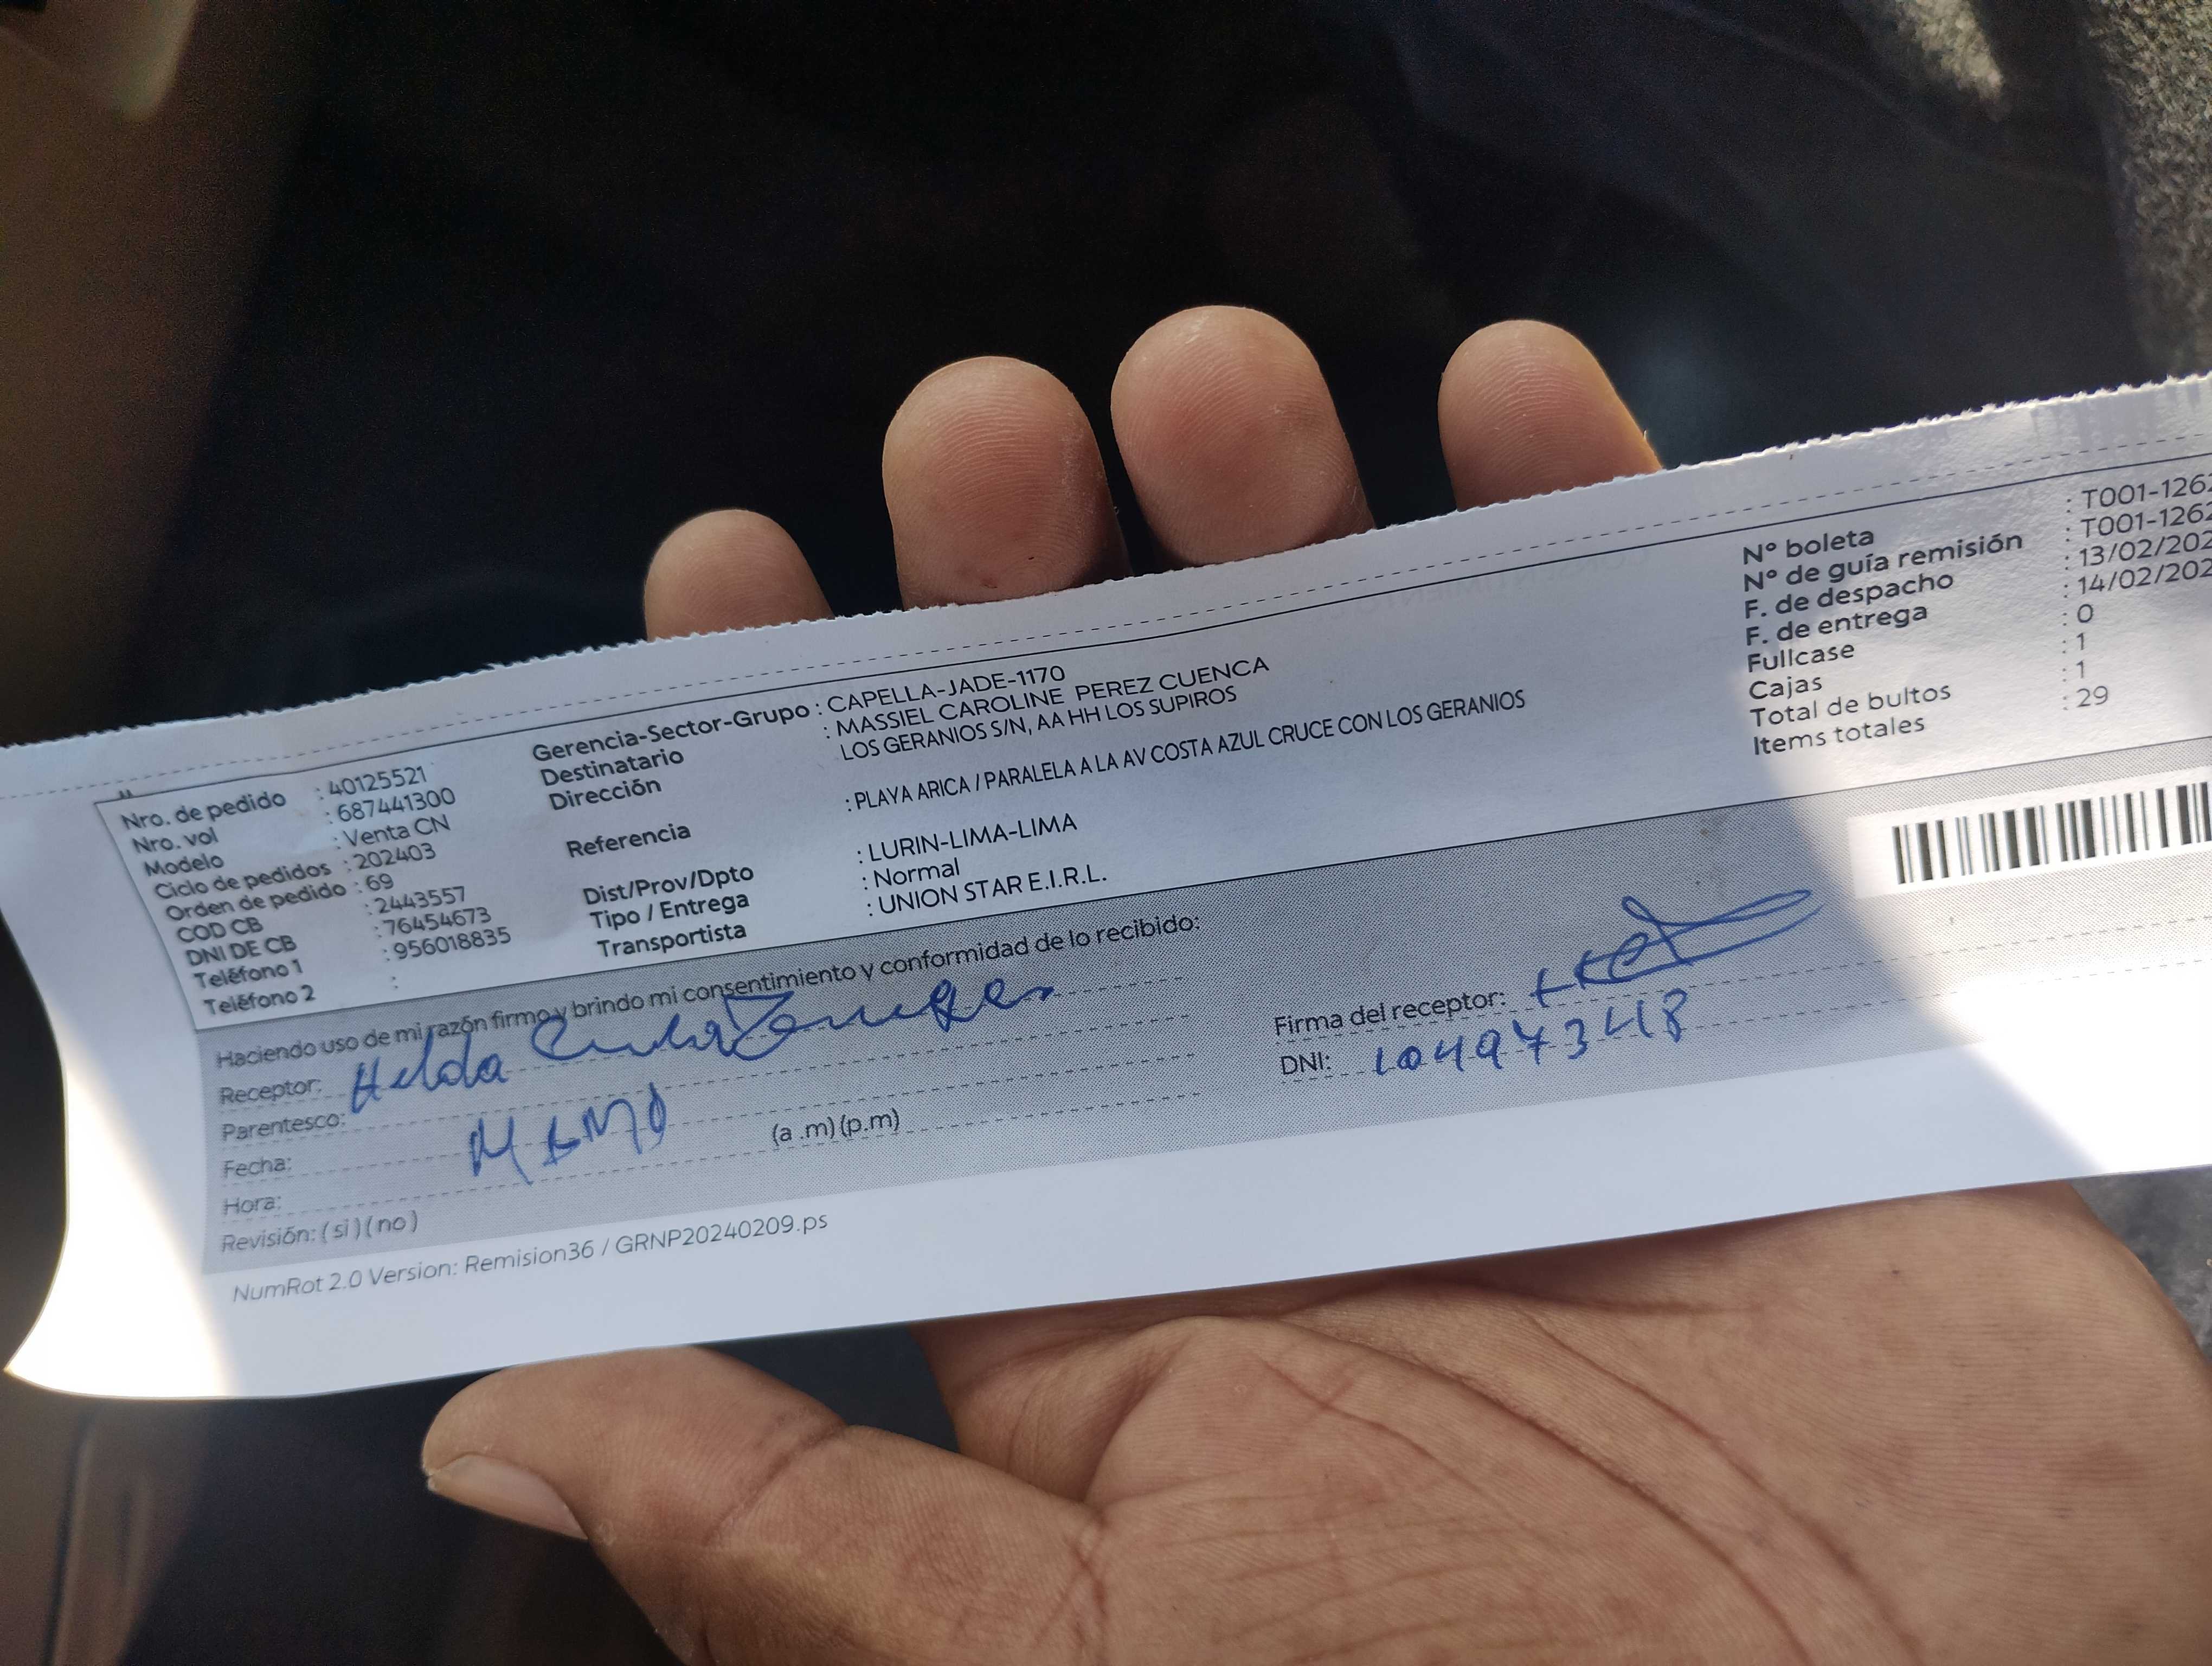 Nro. de pedido : 40125521
Nro. vol : 687441300
Modelo : Venta CN
Ciclo de pedidos : 202403
Orden de pedido : 69
COD CB : 2443557
DNI DE CB : 76454673
Teléfono 1 : 956018835
Teléfono 2 :
Gerencia-Sector-Grupo : CAPELLA-JADE-1170
Destinatario : MASSIEL CAROLINE PEREZ CUENCA
Dirección LOS GERANIOS S/N, AA HH LOS SUPIROS
Referencia : PLAYA ARICA / PARALELA A LA AV COSTA AZUL CRUCE CON LOS GERANIOS
Dist/Prov/Dpto : LURIN-LIMA-LIMA
Tipo / Entrega : Normal
Transportista : UNION STAR E.I.R.L.
N° boleta : T001-1262
N° de guía remisión : T001-1262
F. de despacho : 13/02/202
F. de entrega : 14/02/202
Fullcase : 0
Cajas : 1
Total de bultos : 1
Items totales : 29
Haciendo uso de mi razón firmo y brindo mi consentimiento y conformidad de lo recibido:
Receptor: Helda
Parentesco:
Fecha:
Hora: (a .m) (p.m)
Revisión: ( si ) ( no )
Firma del receptor:
DNI:
NumRot 2.0 Version: Remision36 / GRNP20240209.ps